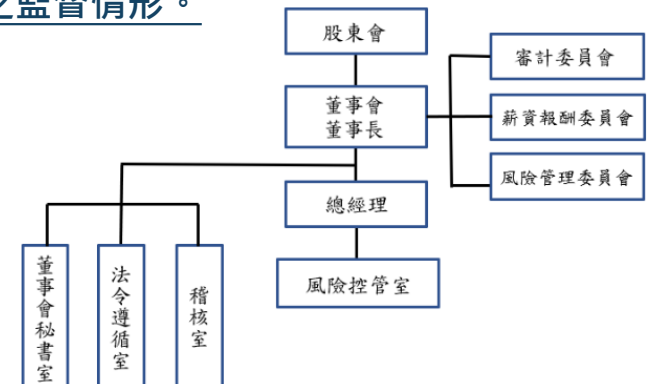 之監督情形。
股東會
董事會
董事長
審計委員會
薪資報酬委員會
風險管理委員會
總經理
風險控管室
董事會秘書室
法令遵循室
稽核室